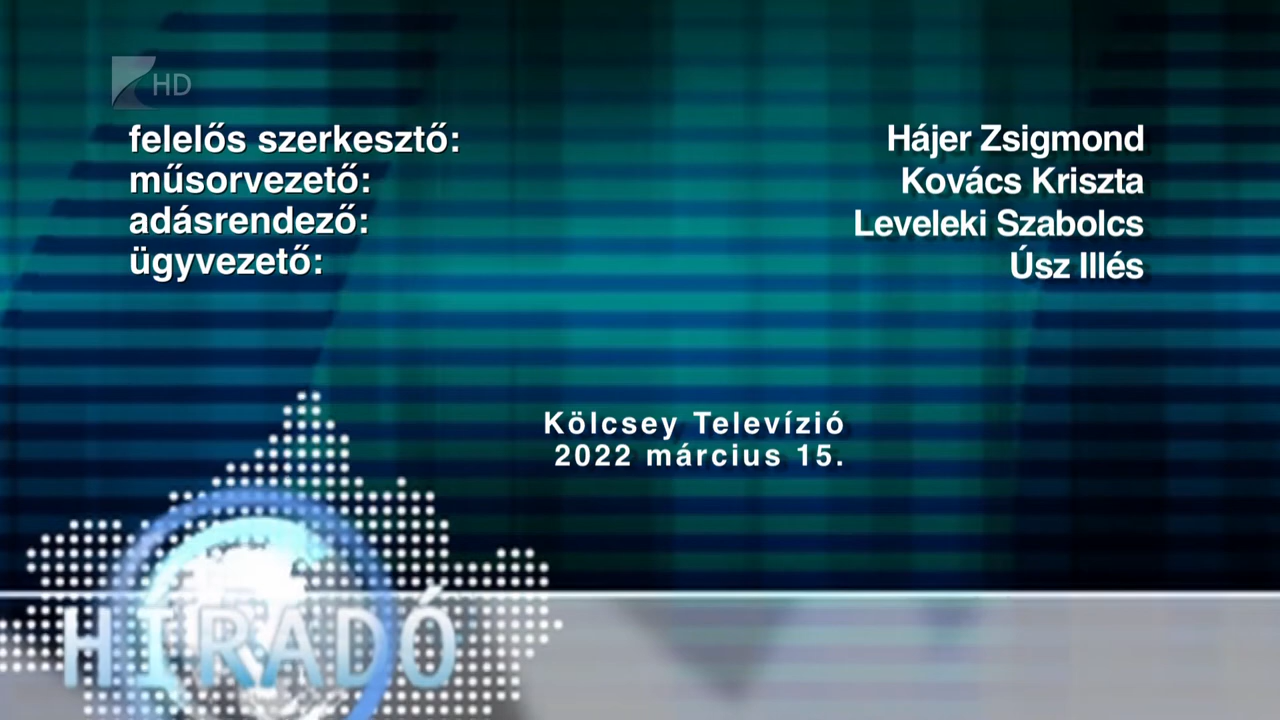 HD
felelős szerkesztő: Hájer Zsigmond
műsorvezető: Kovács Kriszta
adásrendező: Leveleki Szabolcs
ügyvezető: Úsz Illés
Kölcsey Televízió
2022 március 15.
HÍRADÓ